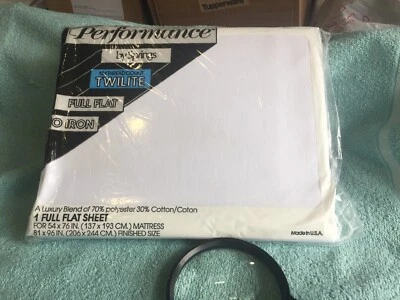 Tupperware
Performance
by Springs
TWILITE
FULL FLAT
O IRON
A Luxury Blend of 70% polyester 30% Cotton/Coton
1 FULL FLAT SHEET
FOR 54 x 76 IN. (137 x 193 CM.) MATTRESS
81 x 96 IN. (206 x 244 CM.) FINISHED SIZE
Made in U.S.A.